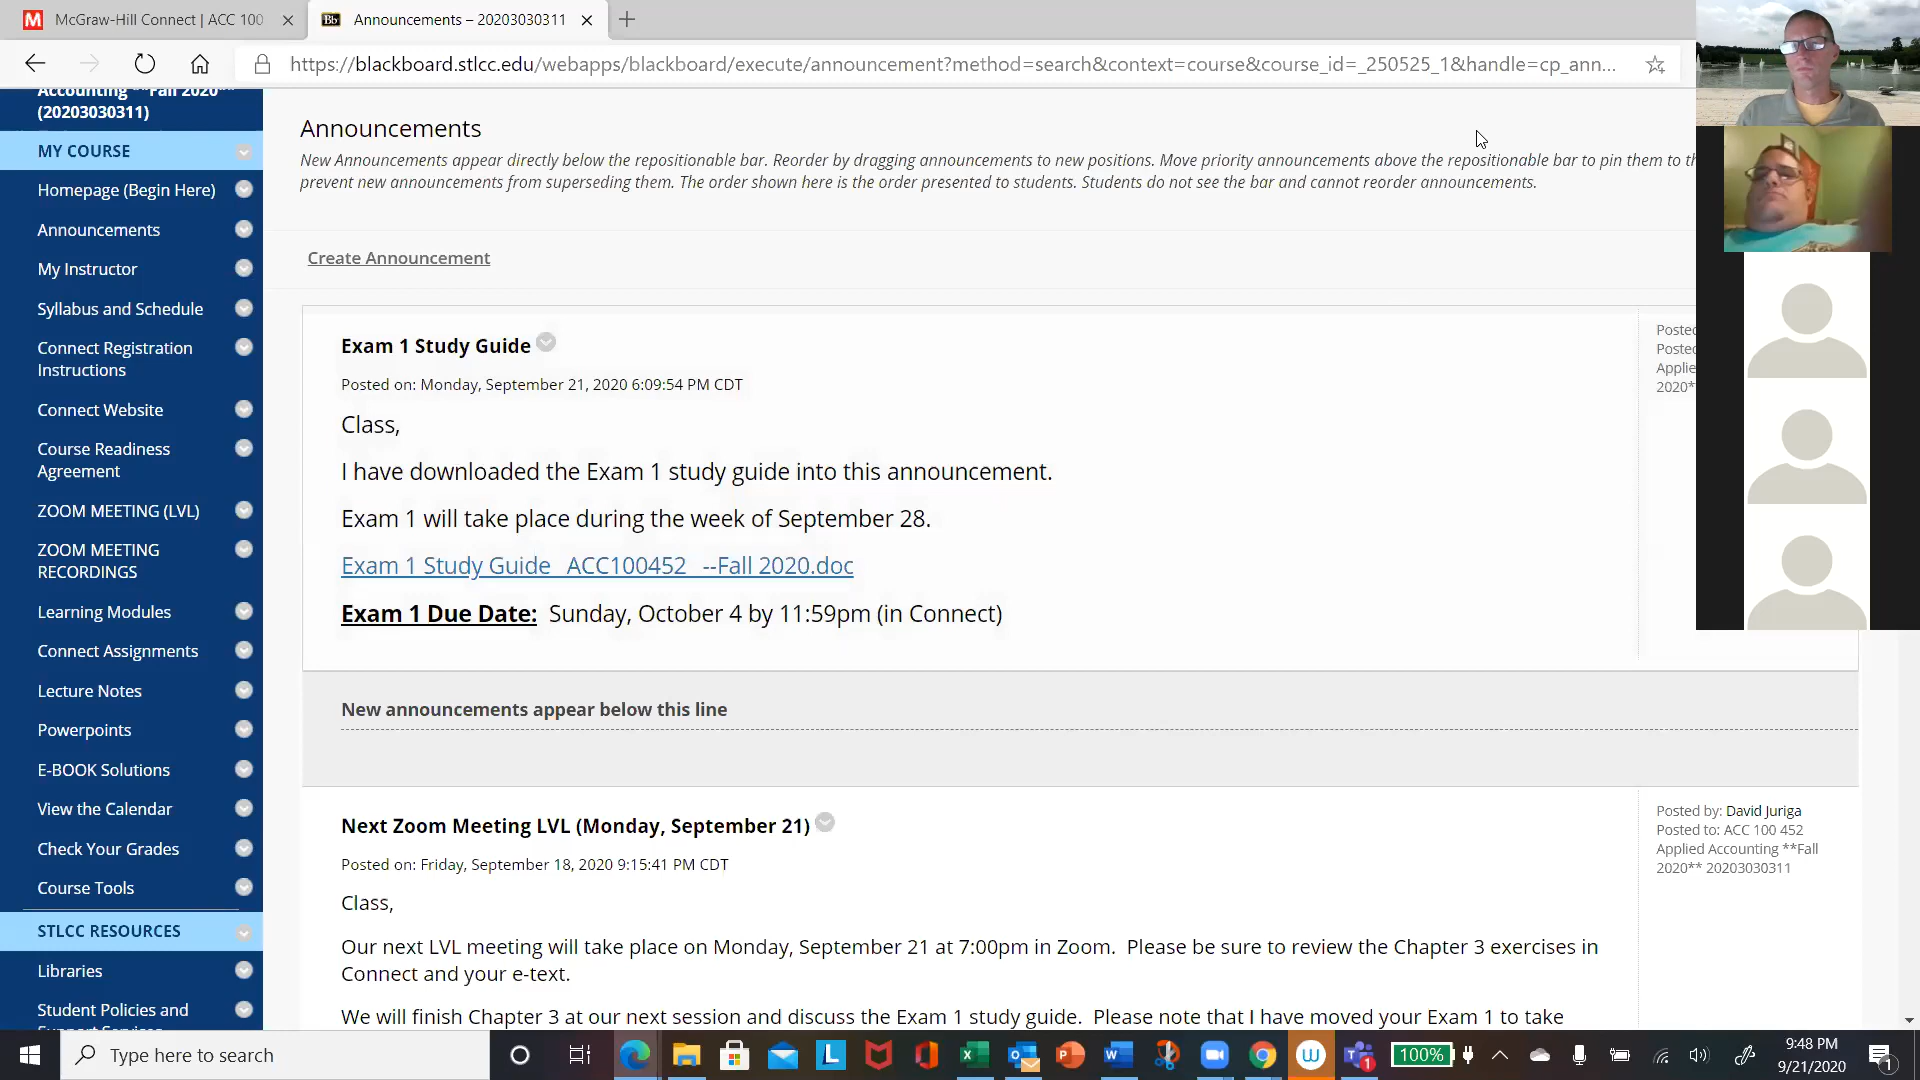 McGraw-Hill Connect | ACC 100
Announcements – 20203030311
https://blackboard.stlcc.edu/webapps/blackboard/execute/announcement?method=search&context=course&course_id=_250525_1&handle=cp_ann...
Accounting **Fall 2020**
(20203030311)
MY COURSE
Homepage (Begin Here)
Announcements
My Instructor
Syllabus and Schedule
Connect Registration
Instructions
Connect Website
Course Readiness
Agreement
ZOOM MEETING (LVL)
ZOOM MEETING
RECORDINGS
Learning Modules
Connect Assignments
Lecture Notes
Powerpoints
E-BOOK Solutions
View the Calendar
Check Your Grades
Course Tools
STLCC RESOURCES
Libraries
Student Policies and
Support Services
Announcements
New Announcements appear directly below the repositionable bar. Reorder by dragging announcements to new positions. Move priority announcements above the repositionable bar to pin them to th
prevent new announcements from superseding them. The order shown here is the order presented to students. Students do not see the bar and cannot reorder announcements.
Create Announcement
Exam 1 Study Guide
Posted on: Monday, September 21, 2020 6:09:54 PM CDT
Class,
I have downloaded the Exam 1 study guide into this announcement.
Exam 1 will take place during the week of September 28.
Exam 1 Study Guide_ACC100452_--Fall 2020.doc
Exam 1 Due Date: Sunday, October 4 by 11:59pm (in Connect)
Posted
Posted
Applie
2020*
New announcements appear below this line
Next Zoom Meeting LVL (Monday, September 21)
Posted on: Friday, September 18, 2020 9:15:41 PM CDT
Class,
Our next LVL meeting will take place on Monday, September 21 at 7:00pm in Zoom. Please be sure to review the Chapter 3 exercises in
Connect and your e-text.
We will finish Chapter 3 at our next session and discuss the Exam 1 study guide. Please note that I have moved your Exam 1 to take
Posted by: David Juriga
Posted to: ACC 100 452
Applied Accounting **Fall
2020** 20203030311
Type here to search
100%
9:48 PM
9/21/2020
1